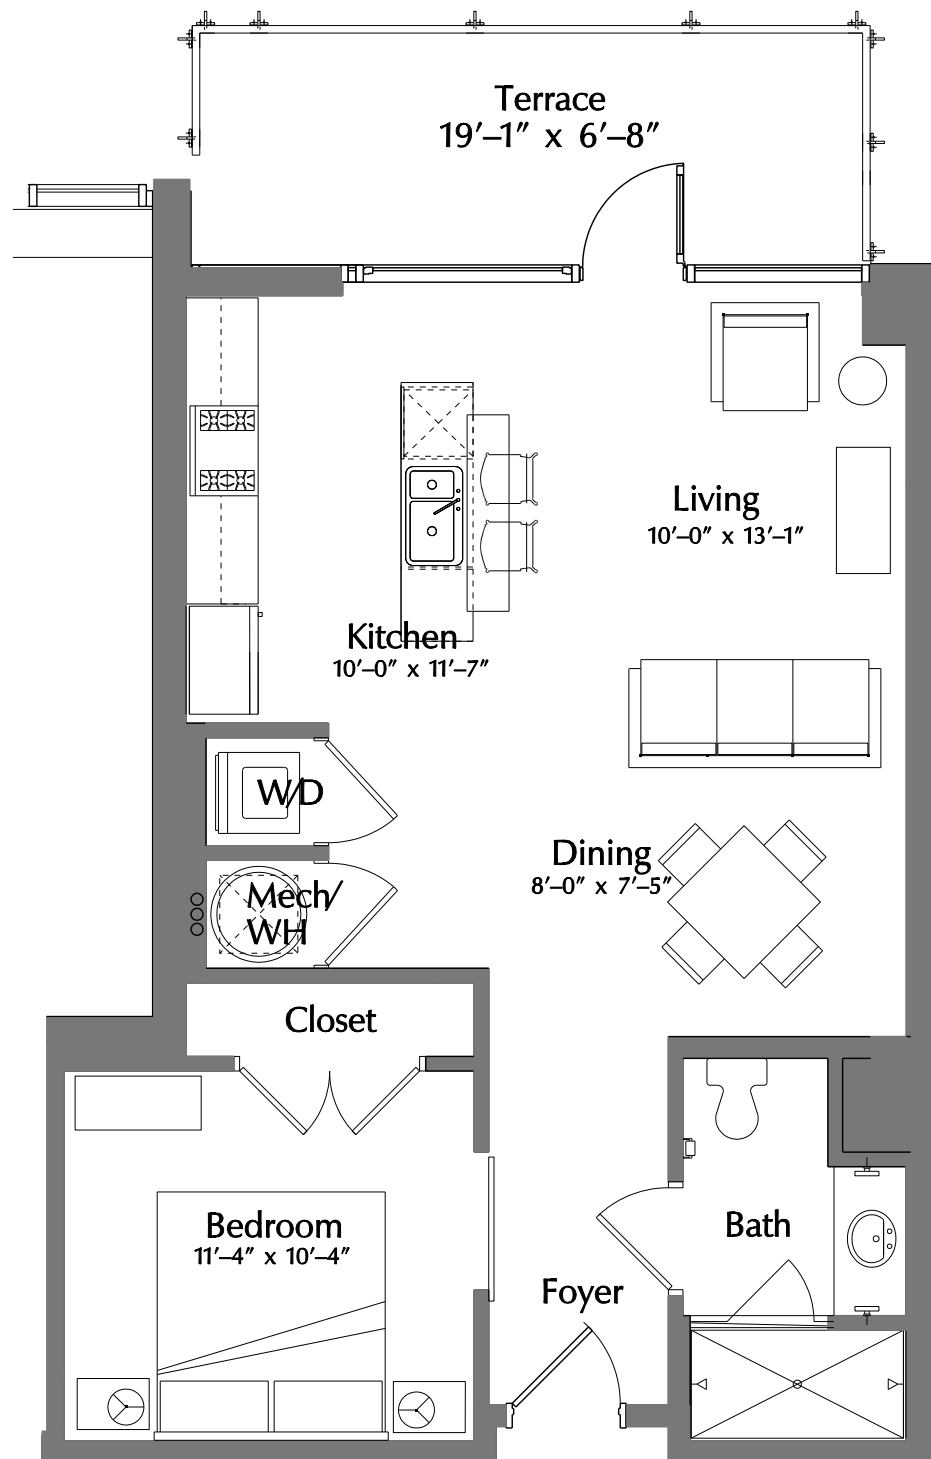 Terrace
19′–1″ x 6′–8″
Living
10′–0″ x 13′–1″
Kitchen
10′–0″ x 11′–7″
W/D
Dining
8′–0″ x 7′–5″
Mech/
WH
Closet
Bedroom
11′–4″ x 10′–4″
Bath
Foyer